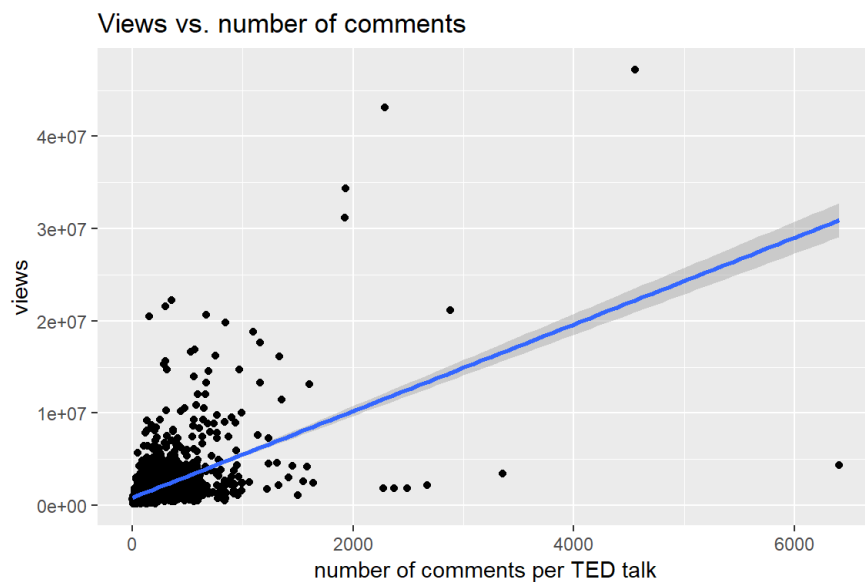 Views vs. number of comments
4e+07
3e+07
2e+07
1e+07
0e+00
views
0 2000 4000 6000
number of comments per TED talk